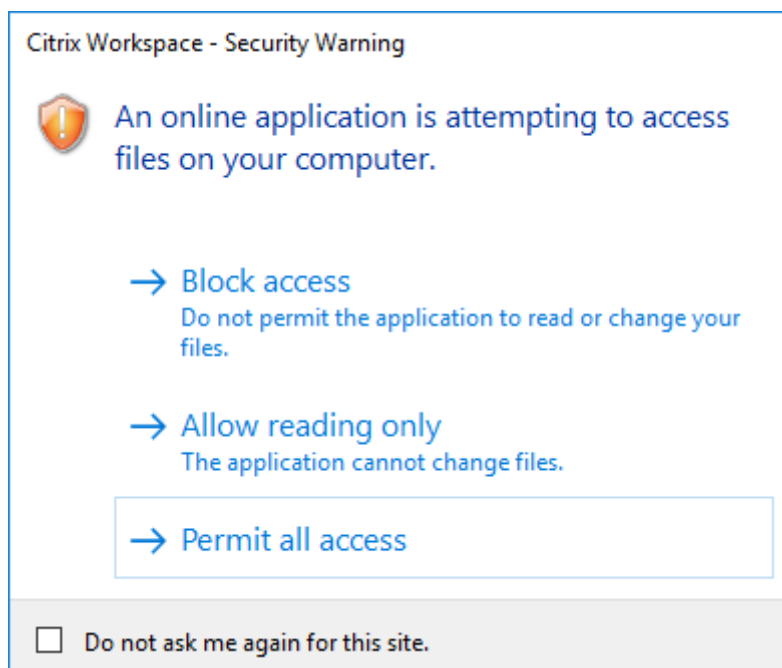 Citrix Workspace - Security Warning
An online application is attempting to access
files on your computer.
Block access
Do not permit the application to read or change your
files.
Allow reading only
The application cannot change files.
Permit all access
Do not ask me again for this site.